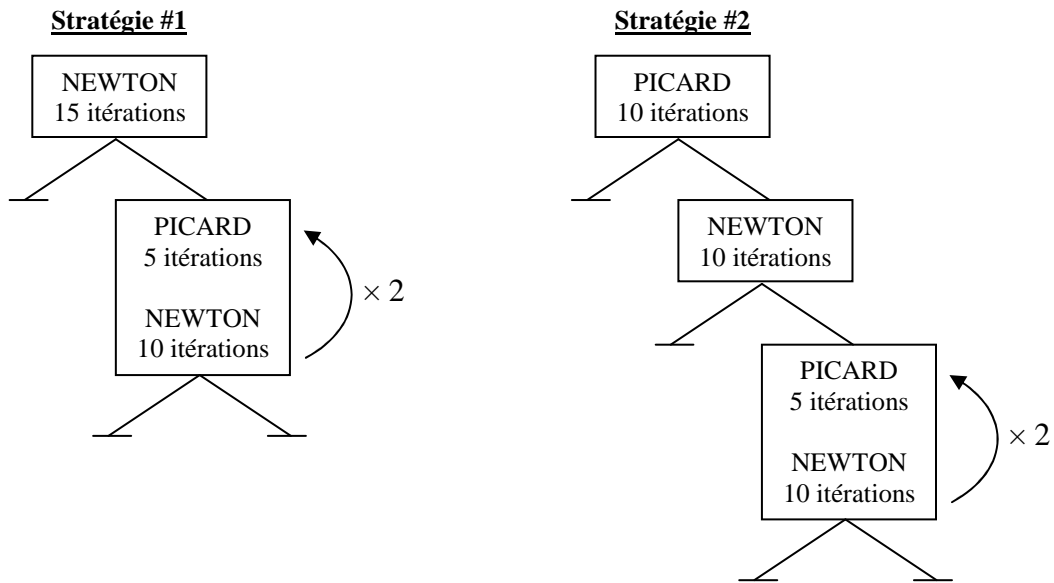 Stratégie #1
NEWTON
15 itérations
PICARD
5 itérations
NEWTON
10 itérations
× 2
Stratégie #2
PICARD
10 itérations
NEWTON
10 itérations
PICARD
5 itérations
NEWTON
10 itérations
× 2